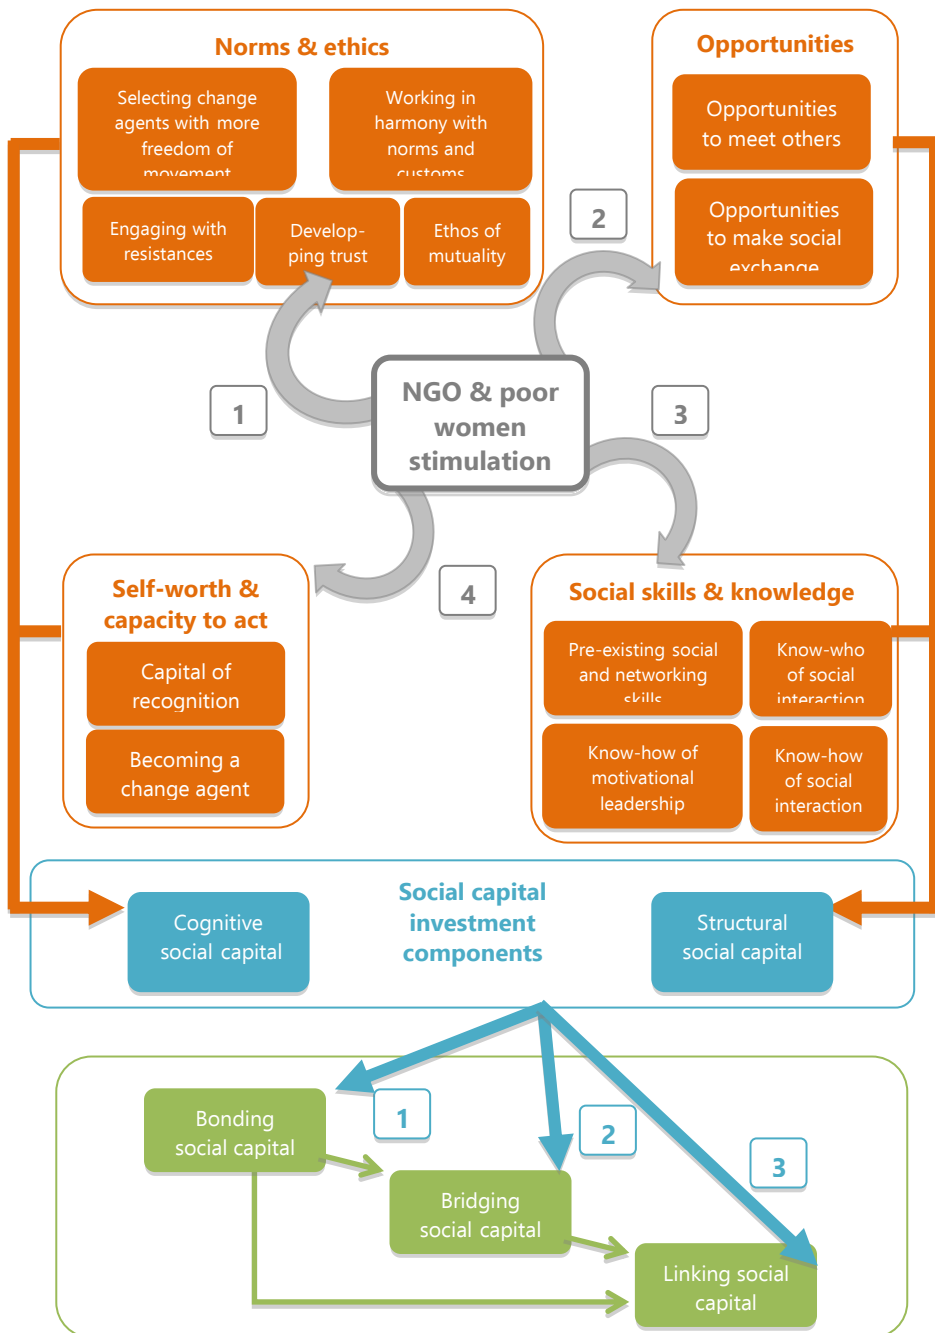 Norms & ethics
Selecting change
agents with more
freedom of
movement
Working in
harmony with
norms and
customs
Engaging with
resistances
Develop-
ping trust
Ethos of
mutuality
Opportunities
Opportunities
to meet others
Opportunities
to make social
exchange
2
1
NGO & poor
women
stimulation
3
4
Self-worth &
capacity to act
Capital of
recognition
Becoming a
change agent
Social skills & knowledge
Pre-existing social
and networking
skills
Know-who
of social
interaction
Know-how of
motivational
leadership
Know-how
of social
interaction
Social capital
investment
components
Cognitive
social capital
Structural
social capital
1
2
3
Bonding
social capital
Bridging
social capital
Linking social
capital